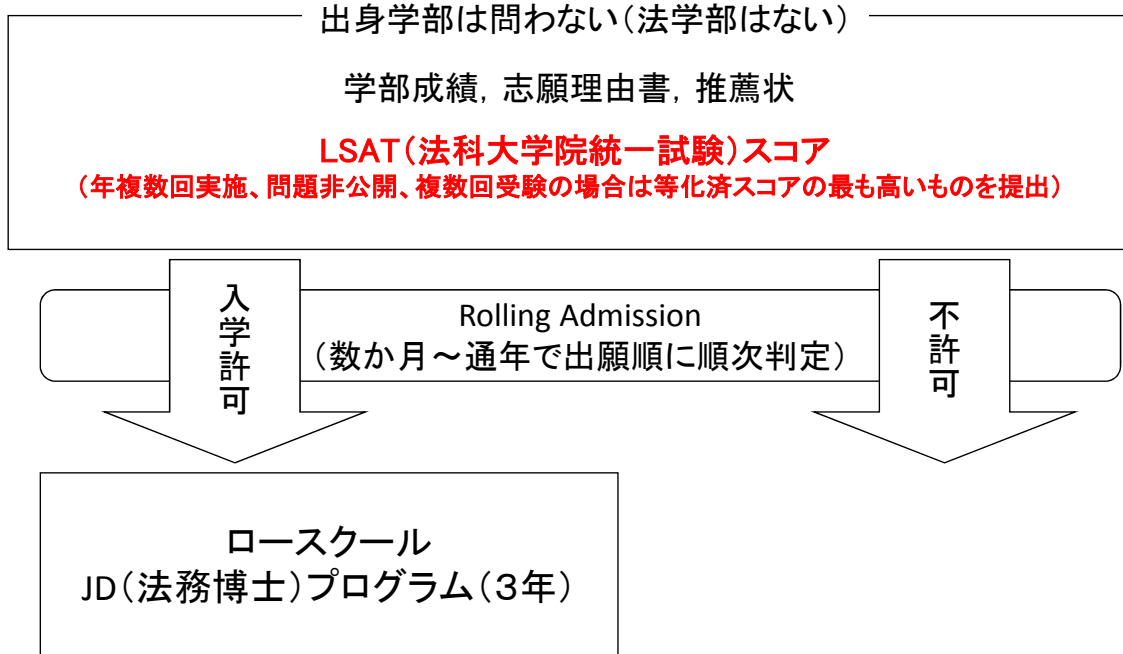 出身学部は問わない（法学部はない）
学部成績，志願理由書，推薦状
LSAT（法科大学院統一試験）スコア
（年複数回実施、問題非公開、複数回受験の場合は等化済スコアの最も高いものを提出）
入学許可
Rolling Admission
（数か月～通年で出願順に順次判定）
不許可
ロースクール
JD（法務博士）プログラム（３年）